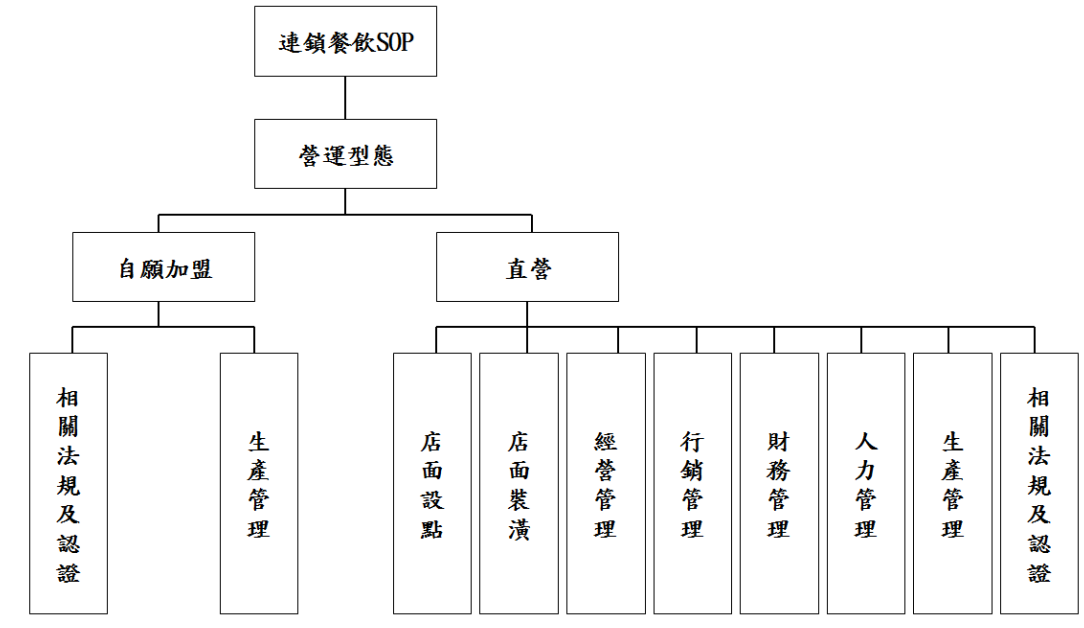 連鎖餐飲SOP
營運型態
自願加盟
直營
相關法規及認證
生產管理
店面設點
店面裝潢
經營管理
行銷管理
財務管理
人力管理
生產管理
相關法規及認證